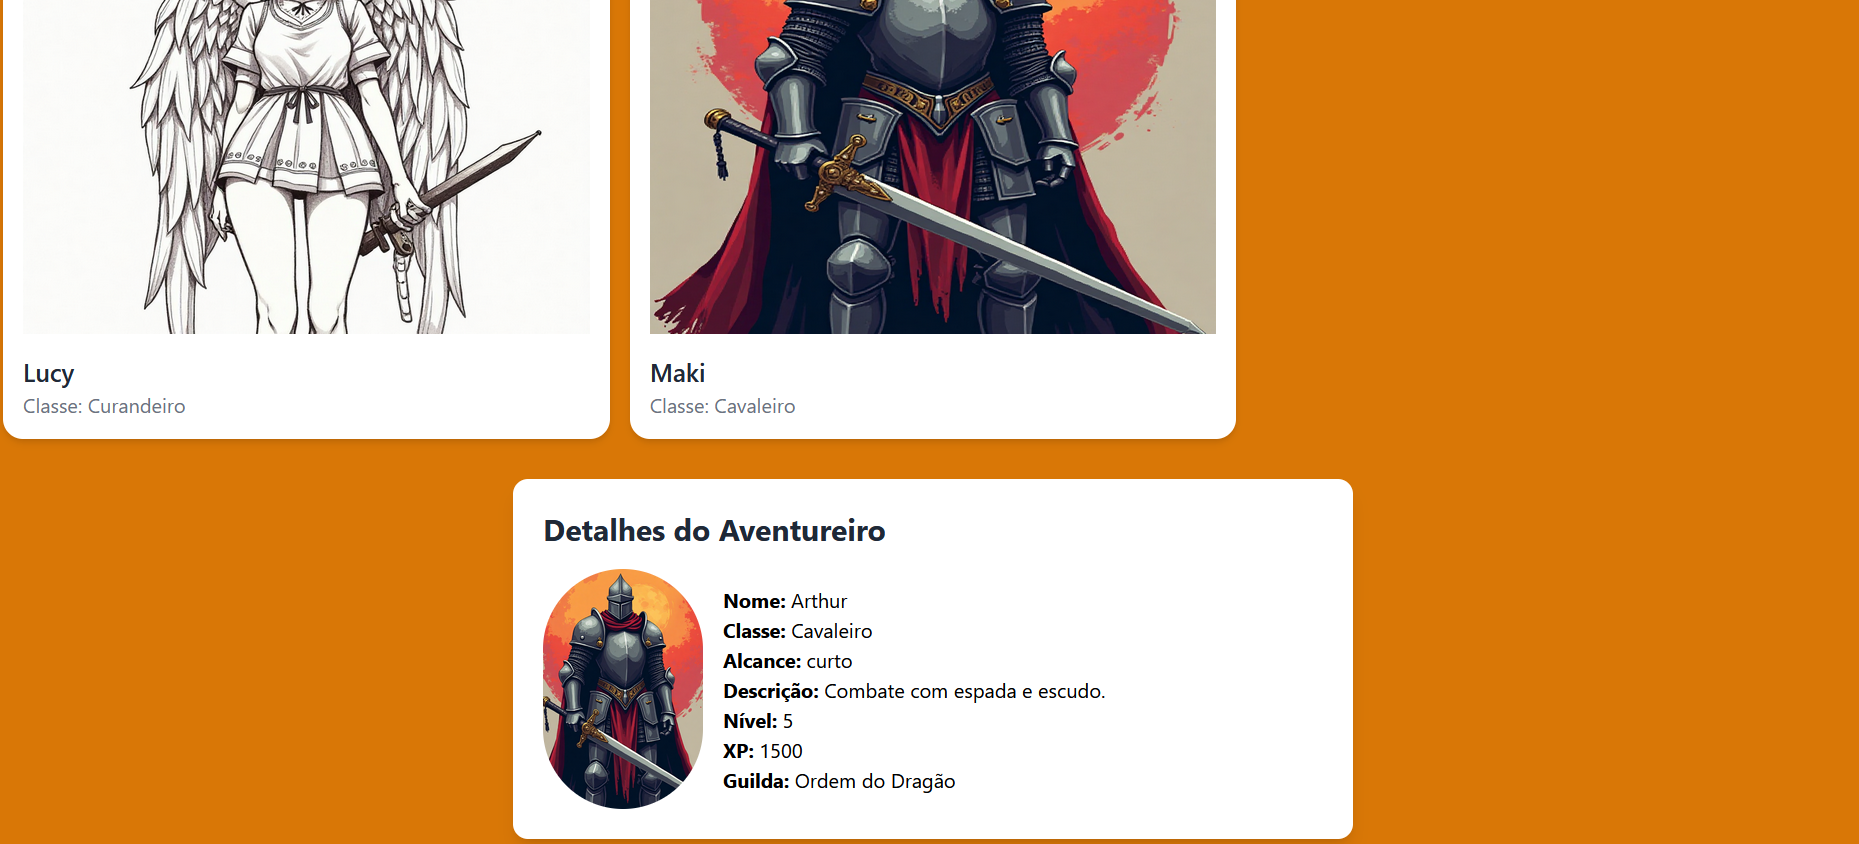 Lucy
Classe: Curandeiro
Maki
Classe: Cavaleiro
Detalhes do Aventureiro
Nome: Arthur
Classe: Cavaleiro
Alcance: curto
Descrição: Combate com espada e escudo.
Nível: 5
XP: 1500
Guilda: Ordem do Dragão